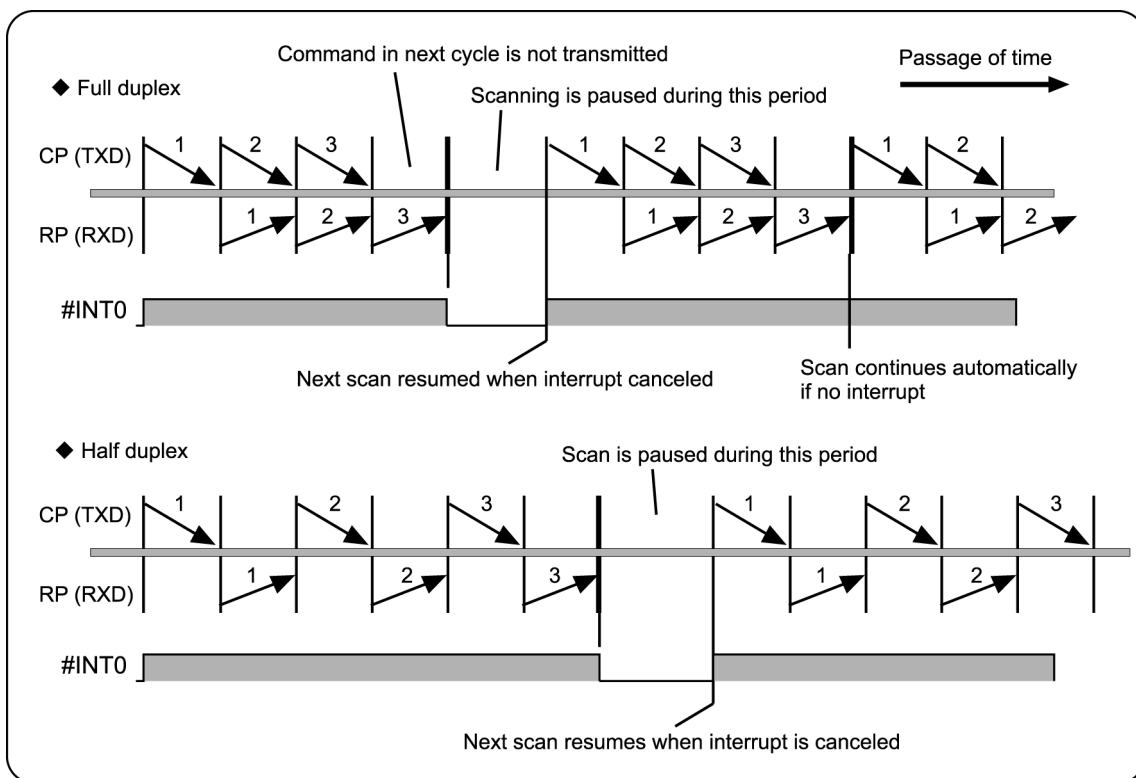 Command in next cycle is not transmitted
Passage of time
◆ Full duplex
Scanning is paused during this period
CP (TXD)
1 2 3 1 2 3 1 2
RP (RXD)
1 2 3 1 2 3 1 2
#INT0
Next scan resumed when interrupt canceled
Scan continues automatically
if no interrupt
◆ Half duplex
Scan is paused during this period
CP (TXD)
1 2 3 1 2 3
RP (RXD)
1 2 3 1 2
#INT0
Next scan resumes when interrupt is canceled